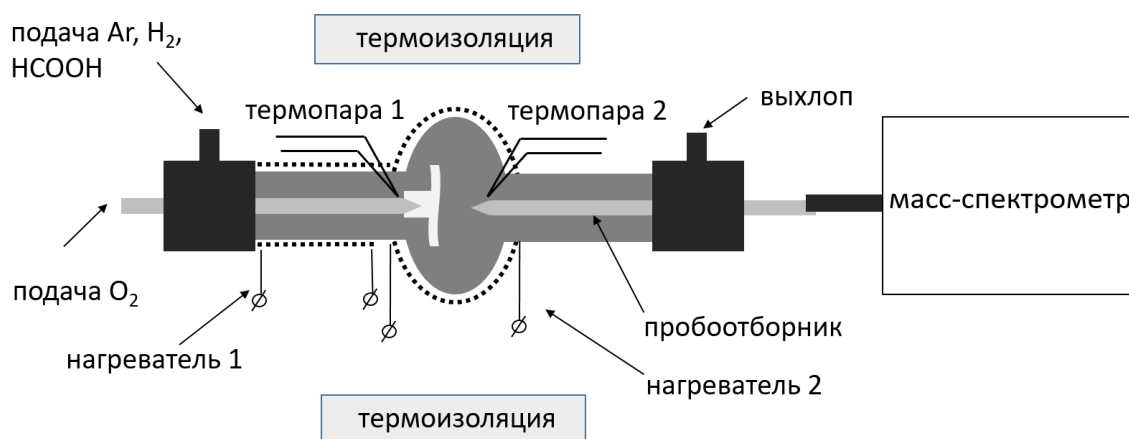 подача Ar, H₂,
HCOOH
термоизоляция
термопара 1
термопара 2
выхлоп
масс-спектрометр
подача O₂
нагреватель 1
пробоотборник
нагреватель 2
термоизоляция